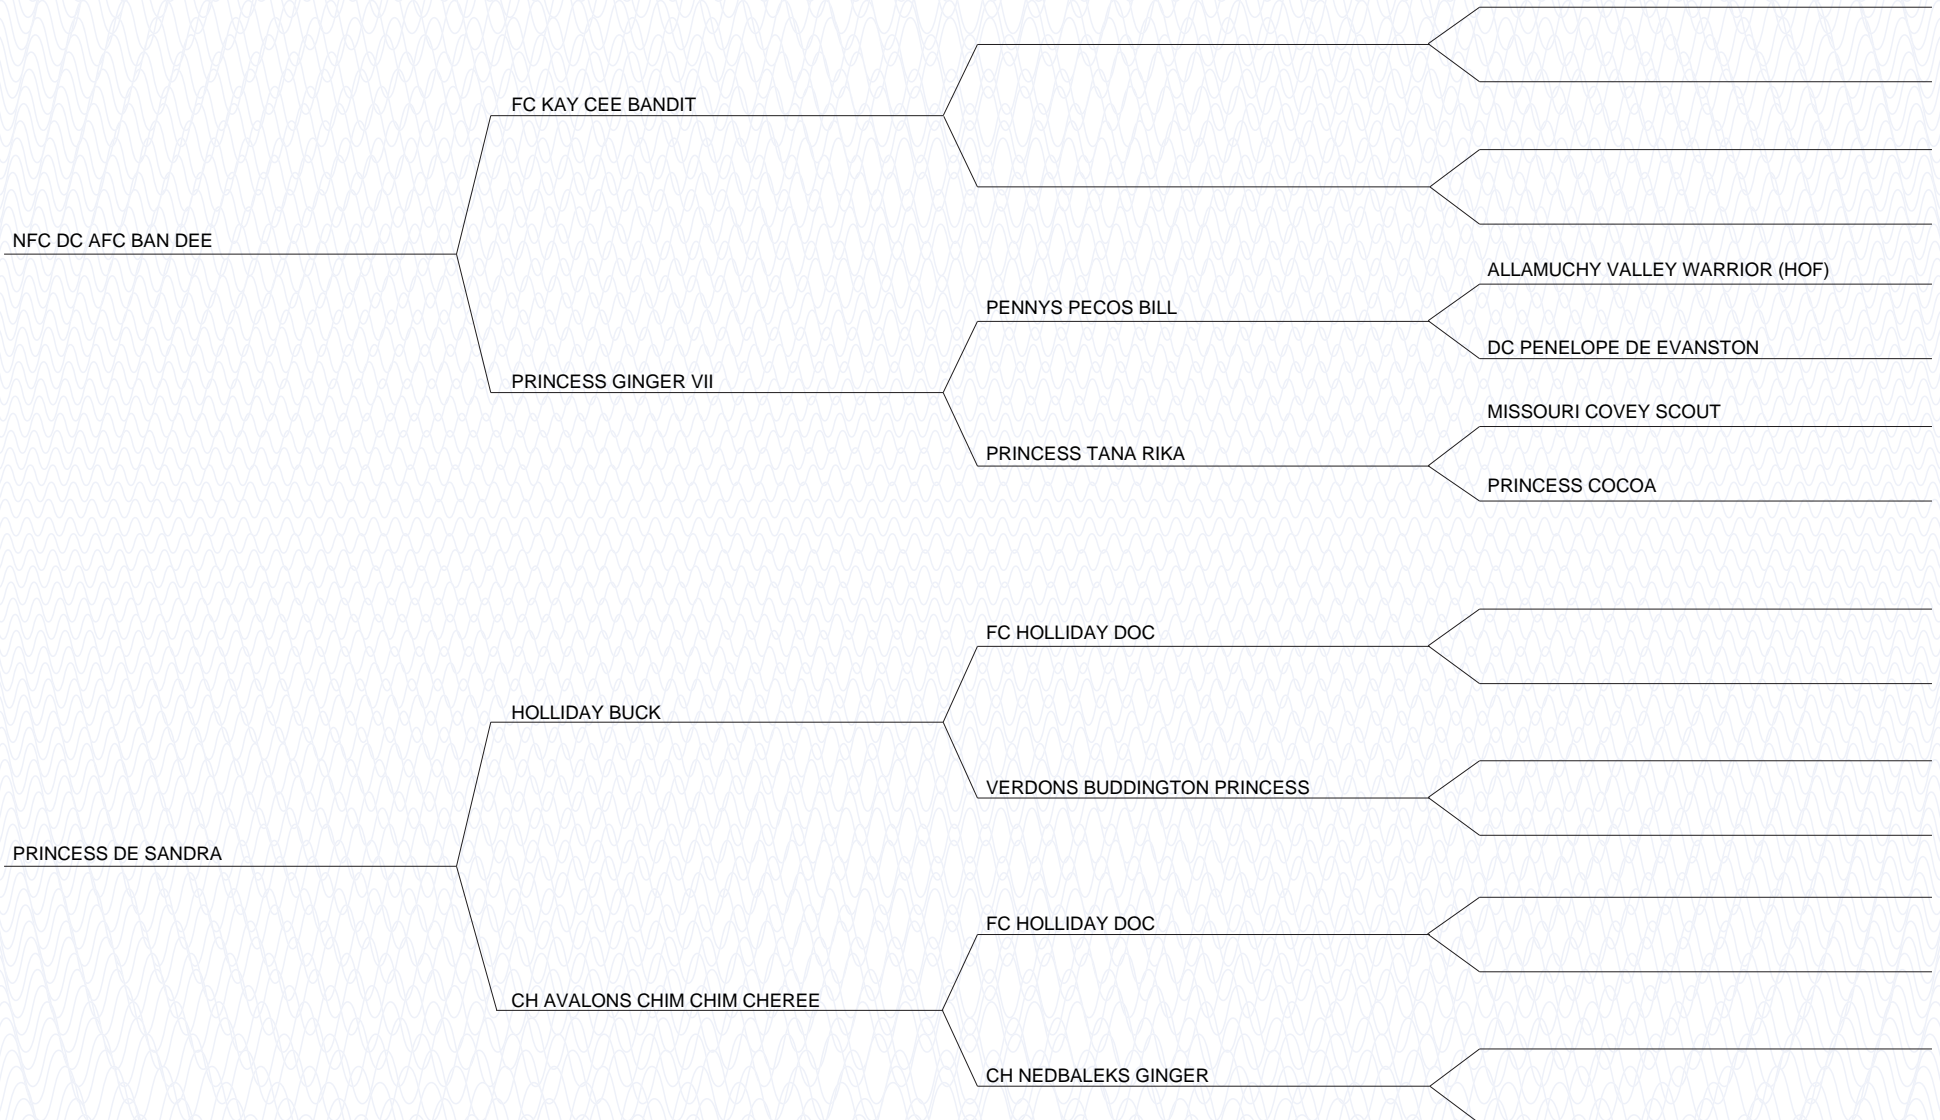 FC KAY CEE BANDIT
NFC DC AFC BAN DEE
ALLAMUCHY VALLEY WARRIOR (HOF)
PENNYS PECOS BILL
DC PENELOPE DE EVANSTON
PRINCESS GINGER VII
MISSOURI COVEY SCOUT
PRINCESS TANA RIKA
PRINCESS COCOA
FC HOLLIDAY DOC
HOLLIDAY BUCK
VERDONS BUDDINGTON PRINCESS
PRINCESS DE SANDRA
FC HOLLIDAY DOC
CH AVALONS CHIM CHIM CHEREE
CH NEDBALEKS GINGER